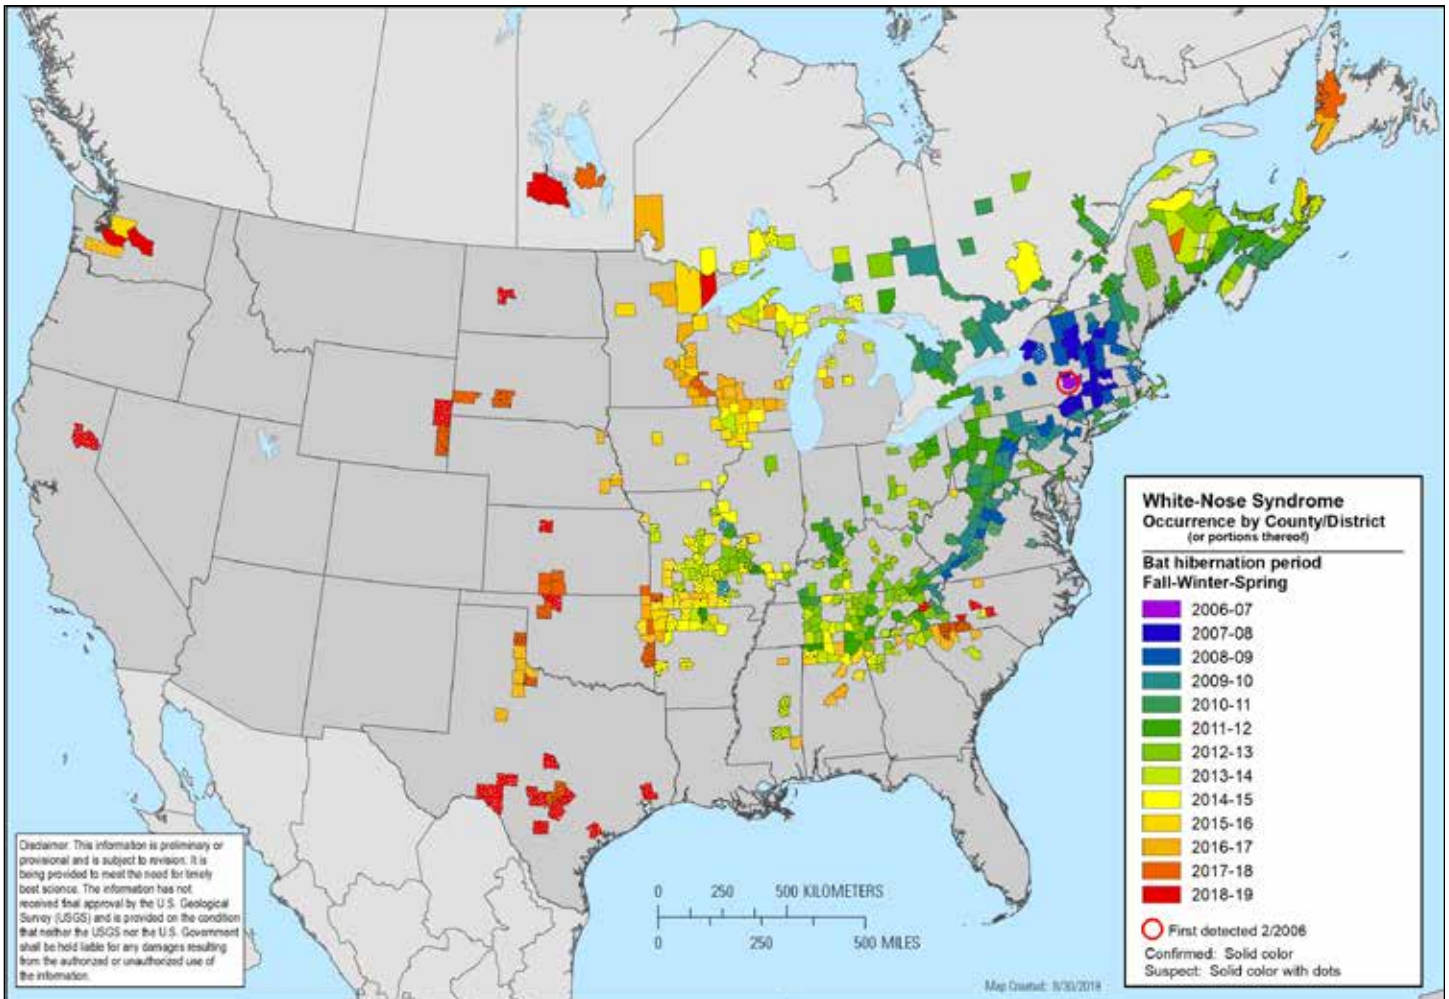 White-Nose Syndrome
Occurrence by County/District
(or portions thereof)
Bat hibernation period
Fall-Winter-Spring
2006-07
2007-08
2008-09
2009-10
2010-11
2011-12
2012-13
2013-14
2014-15
2015-16
2016-17
2017-18
2018-19
First detected 2/2006
Confirmed: Solid color
Suspect: Solid color with dots
Disclaimer: This information is preliminary or
provisional and is subject to revision. It is
being provided to meet the need for timely
best science. The information has not
received final approval by the U.S. Geological
Survey (USGS) and is provided on the condition
that neither the USGS nor the U.S. Government
shall be held liable for any damages resulting
from the authorized or unauthorized use of
the information.
0 250 500 KILOMETERS
0 250 500 MILES
Map Created: